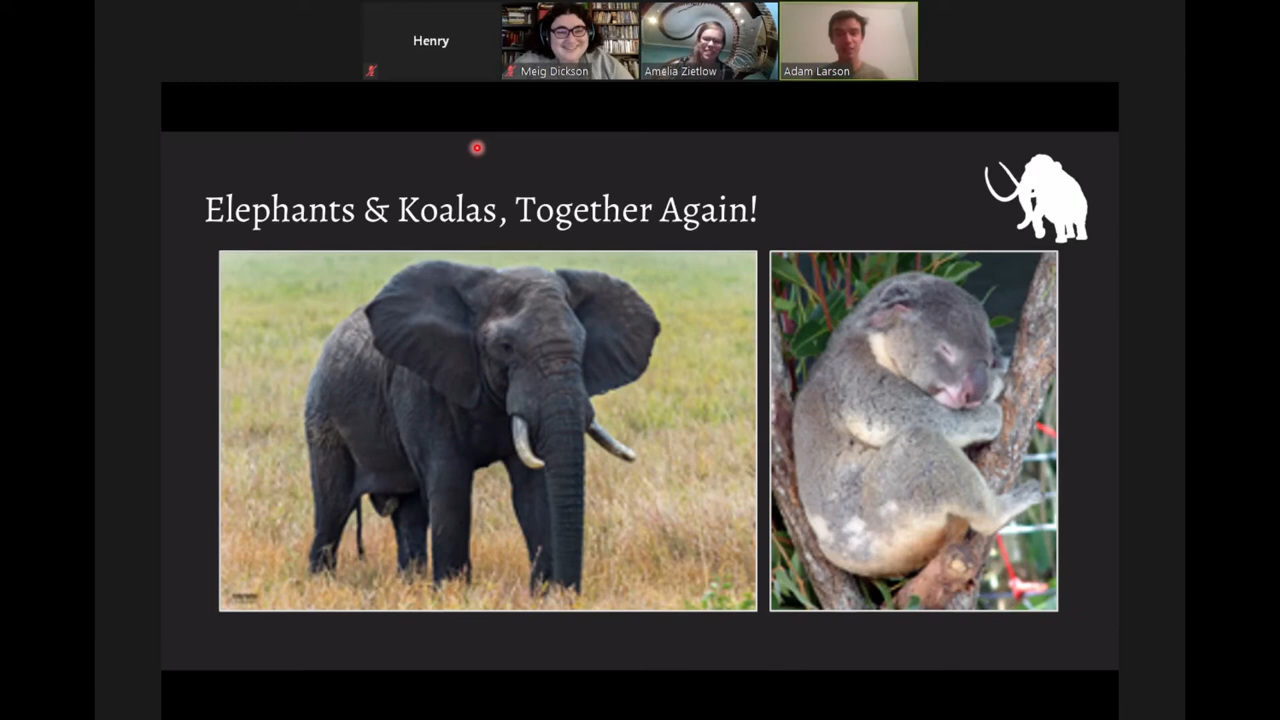 Henry
Meig Dickson
Amelia Zietlow
Adam Larson
Elephants & Koalas, Together Again!